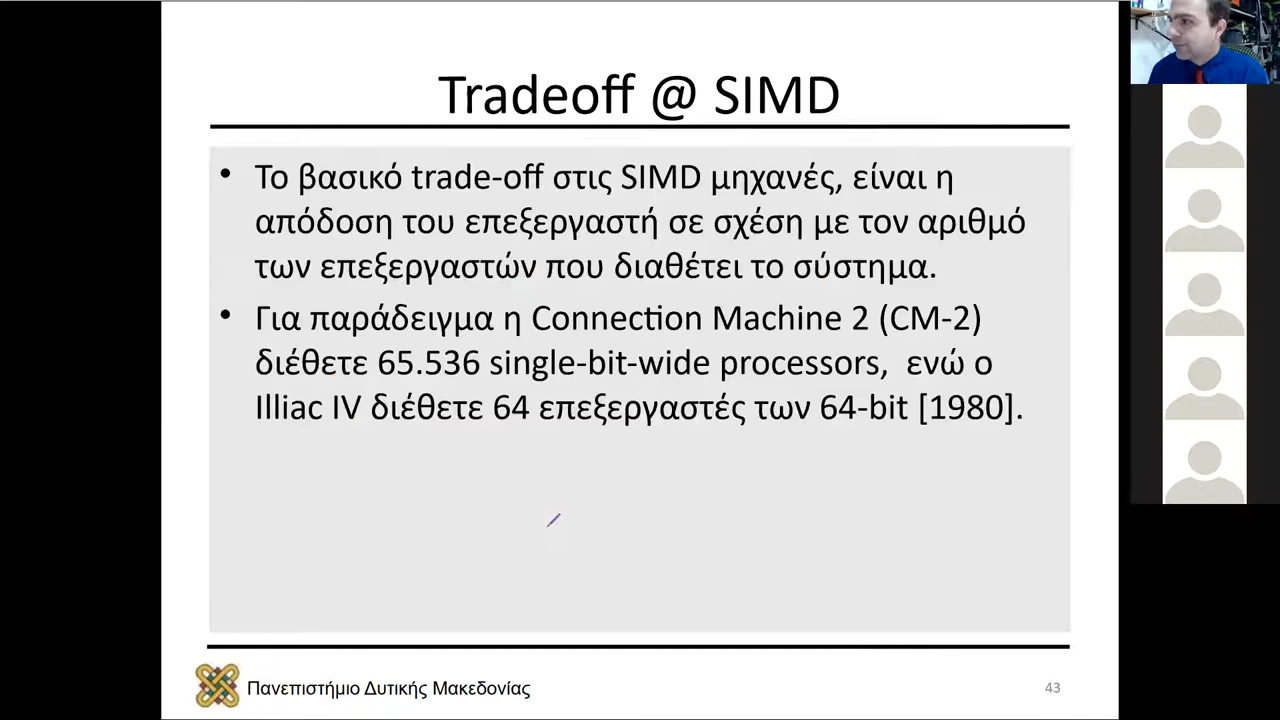 Tradeoff @ SIMD
• Το βασικό trade-off στις SIMD μηχανές, είναι η
απόδοση του επεξεργαστή σε σχέση με τον αριθμό
των επεξεργαστών που διαθέτει το σύστημα.
• Για παράδειγμα η Connection Machine 2 (CM-2)
διέθετε 65.536 single-bit-wide processors, ενώ ο
Illiac IV διέθετε 64 επεξεργαστές των 64-bit [1980].
Πανεπιστήμιο Δυτικής Μακεδονίας
43